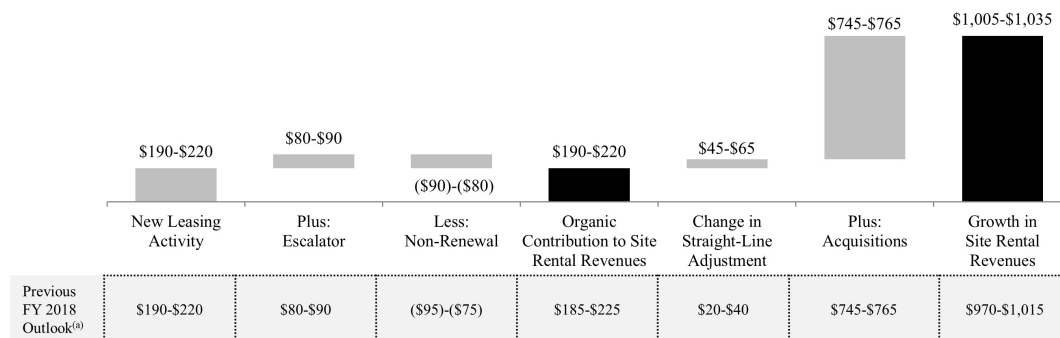 $745-$765
$1,005-$1,035
$80-$90
$190-$220
$190-$220
$45-$65
($90)-($80)
New Leasing
Activity
Plus:
Escalator
Less:
Non-Renewal
Organic
Contribution to Site
Rental Revenues
Change in
Straight-Line
Adjustment
Plus:
Acquisitions
Growth in
Site Rental
Revenues
Previous
FY 2018
Outlook(a)
$190-$220
$80-$90
($95)-($75)
$185-$225
$20-$40
$745-$765
$970-$1,015